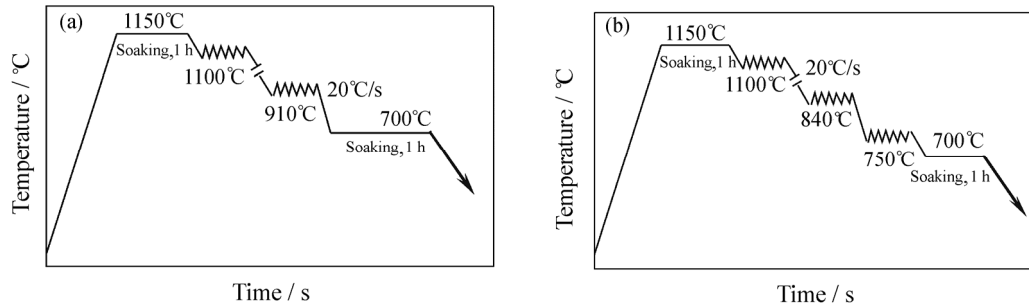 (a)
1150℃
Soaking, 1 h
1100℃
20℃/s
910℃
700℃
Soaking, 1 h
Temperature / ℃
Time / s
(b)
1150℃
Soaking, 1 h
1100℃
20℃/s
840℃
750℃
700℃
Soaking, 1 h
Temperature / ℃
Time / s